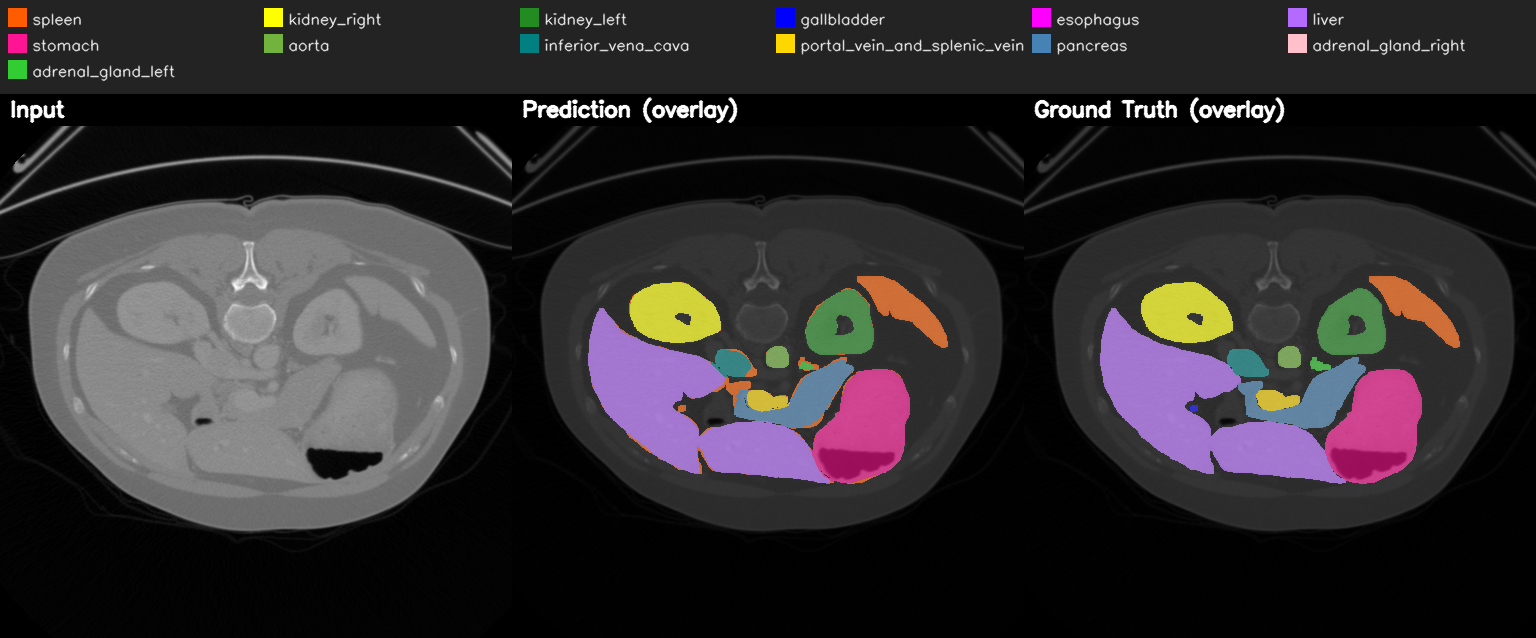 spleen kidney_right kidney_left gallbladder esophagus liver
stomach aorta inferior_vena_cava portal_vein_and_splenic_vein pancreas adrenal_gland_right
adrenal_gland_left
Input Prediction (overlay) Ground Truth (overlay)